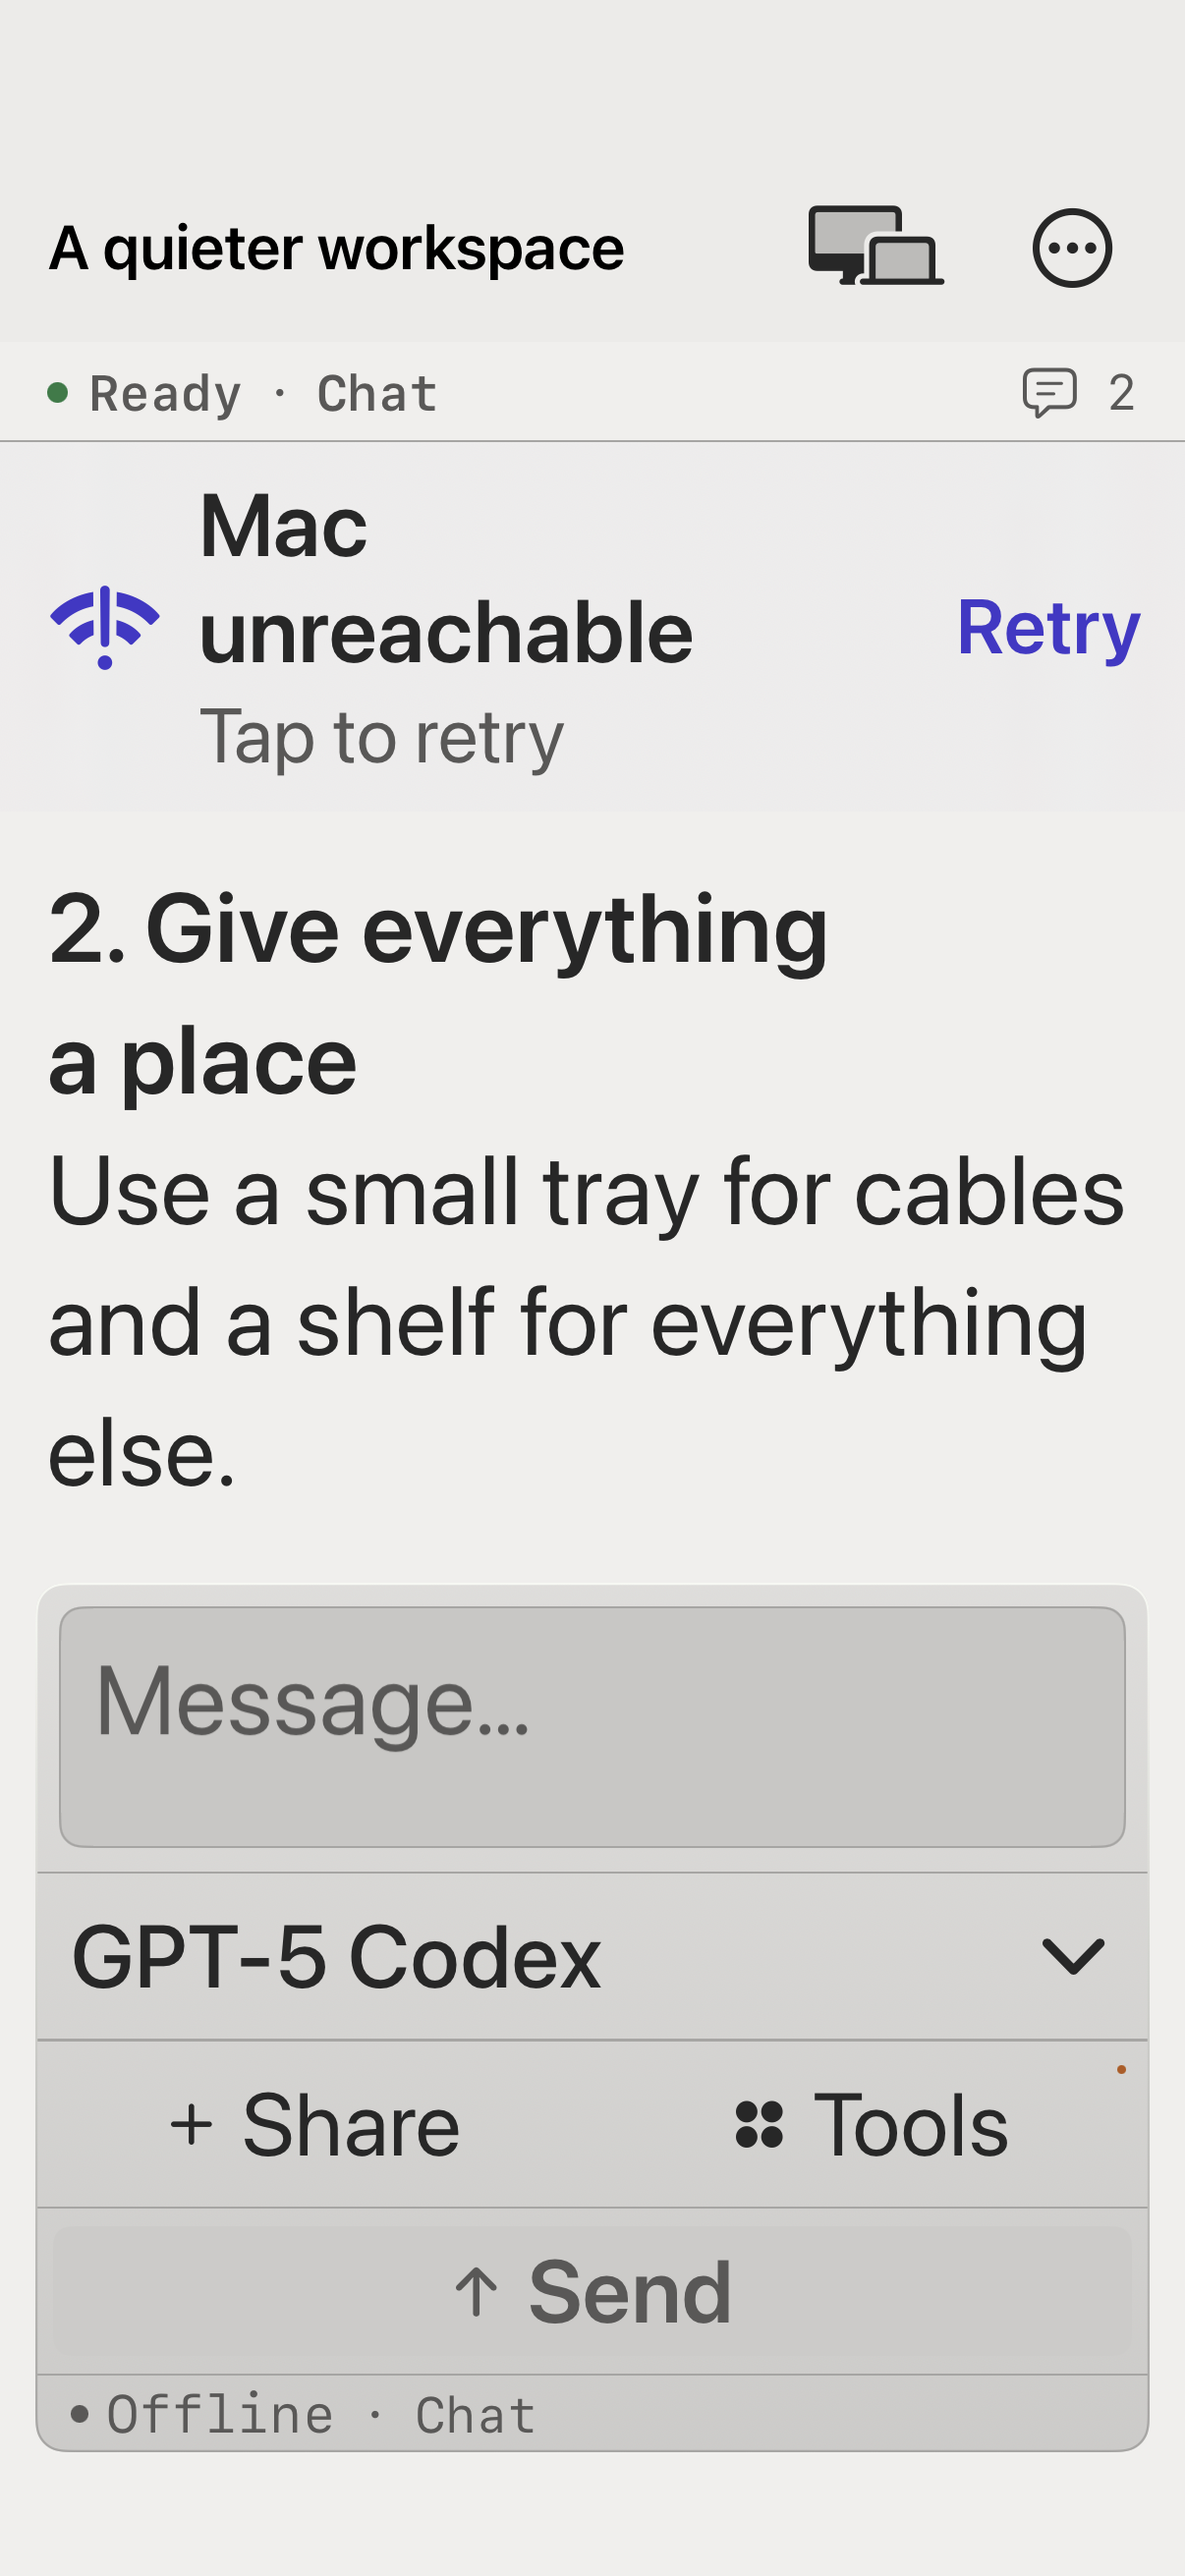 A quieter workspace
Ready · Chat
2
Mac
unreachable
Tap to retry
Retry
2. Give everything
a place
Use a small tray for cables
and a shelf for everything
else.
Message...
GPT-5 Codex
+ Share
Tools
↑ Send
Offline · Chat